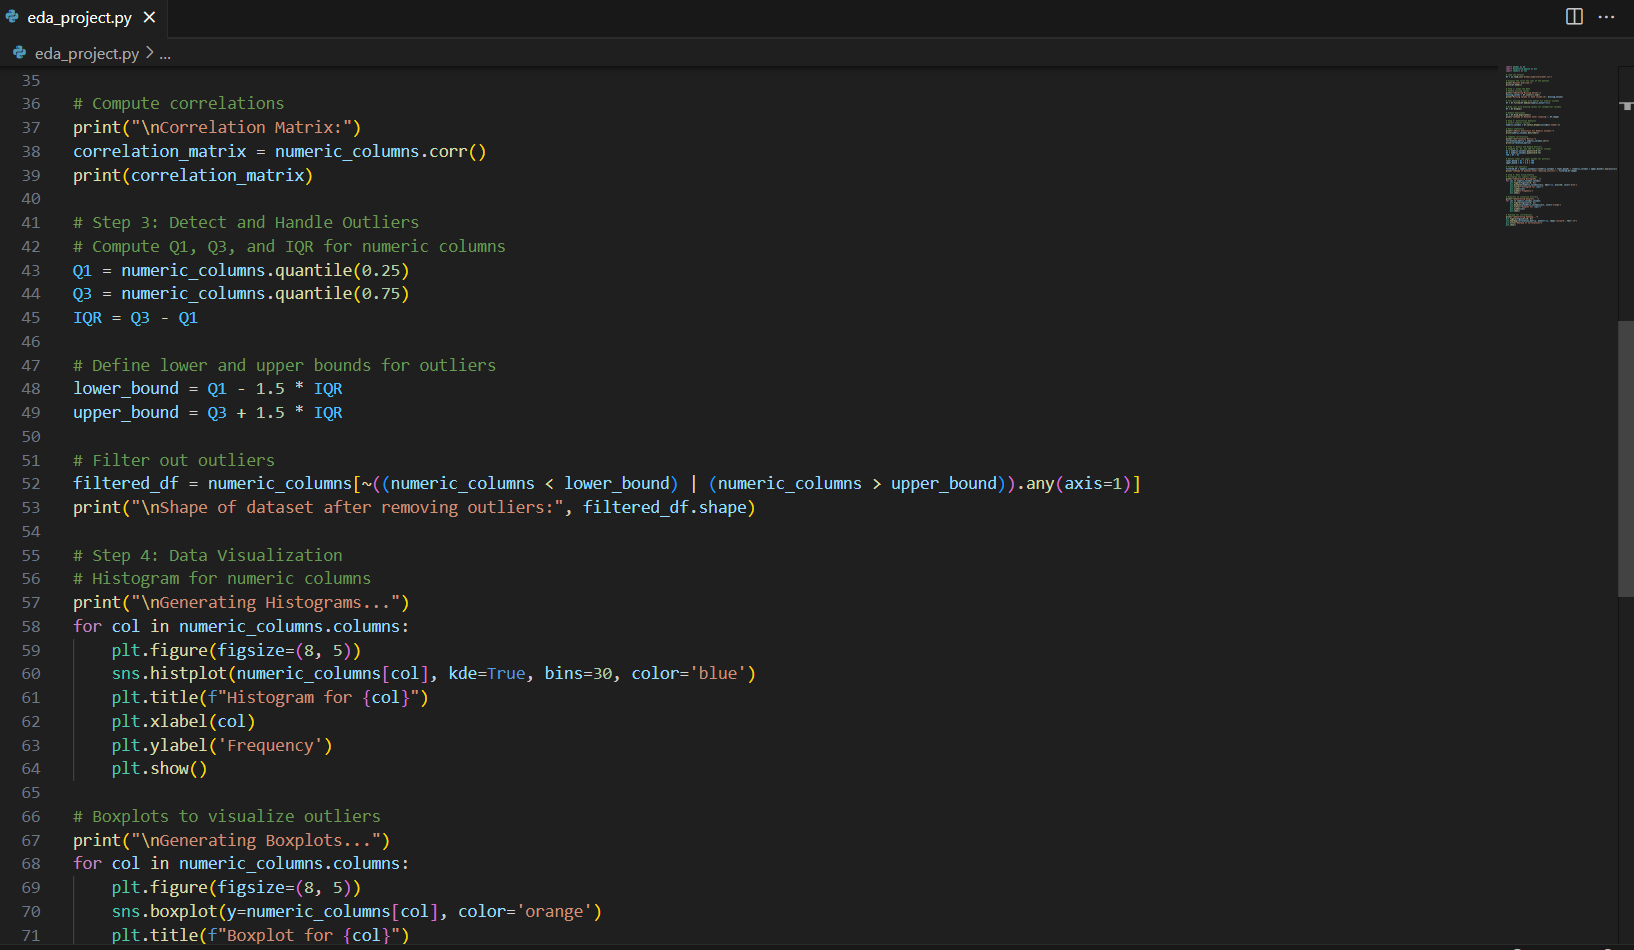 eda_project.py
eda_project.py > ...
35
36 # Compute correlations
37 print("\nCorrelation Matrix:")
38 correlation_matrix = numeric_columns.corr()
39 print(correlation_matrix)
40
41 # Step 3: Detect and Handle Outliers
42 # Compute Q1, Q3, and IQR for numeric columns
43 Q1 = numeric_columns.quantile(0.25)
44 Q3 = numeric_columns.quantile(0.75)
45 IQR = Q3 - Q1
46
47 # Define lower and upper bounds for outliers
48 lower_bound = Q1 - 1.5 * IQR
49 upper_bound = Q3 + 1.5 * IQR
50
51 # Filter out outliers
52 filtered_df = numeric_columns[~((numeric_columns < lower_bound) | (numeric_columns > upper_bound)).any(axis=1)]
53 print("\nShape of dataset after removing outliers:", filtered_df.shape)
54
55 # Step 4: Data Visualization
56 # Histogram for numeric columns
57 print("\nGenerating Histograms...")
58 for col in numeric_columns.columns:
59     plt.figure(figsize=(8, 5))
60     sns.histplot(numeric_columns[col], kde=True, bins=30, color='blue')
61     plt.title(f"Histogram for {col}")
62     plt.xlabel(col)
63     plt.ylabel('Frequency')
64     plt.show()
65
66 # Boxplots to visualize outliers
67 print("\nGenerating Boxplots...")
68 for col in numeric_columns.columns:
69     plt.figure(figsize=(8, 5))
70     sns.boxplot(y=numeric_columns[col], color='orange')
71     plt.title(f"Boxplot for {col}")